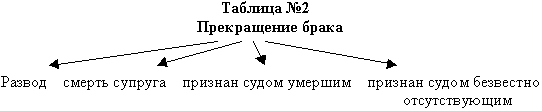 Таблица №2
Прекращение брака
Развод смерть супруга признан судом умершим признан судом безвестно
отсутствующим